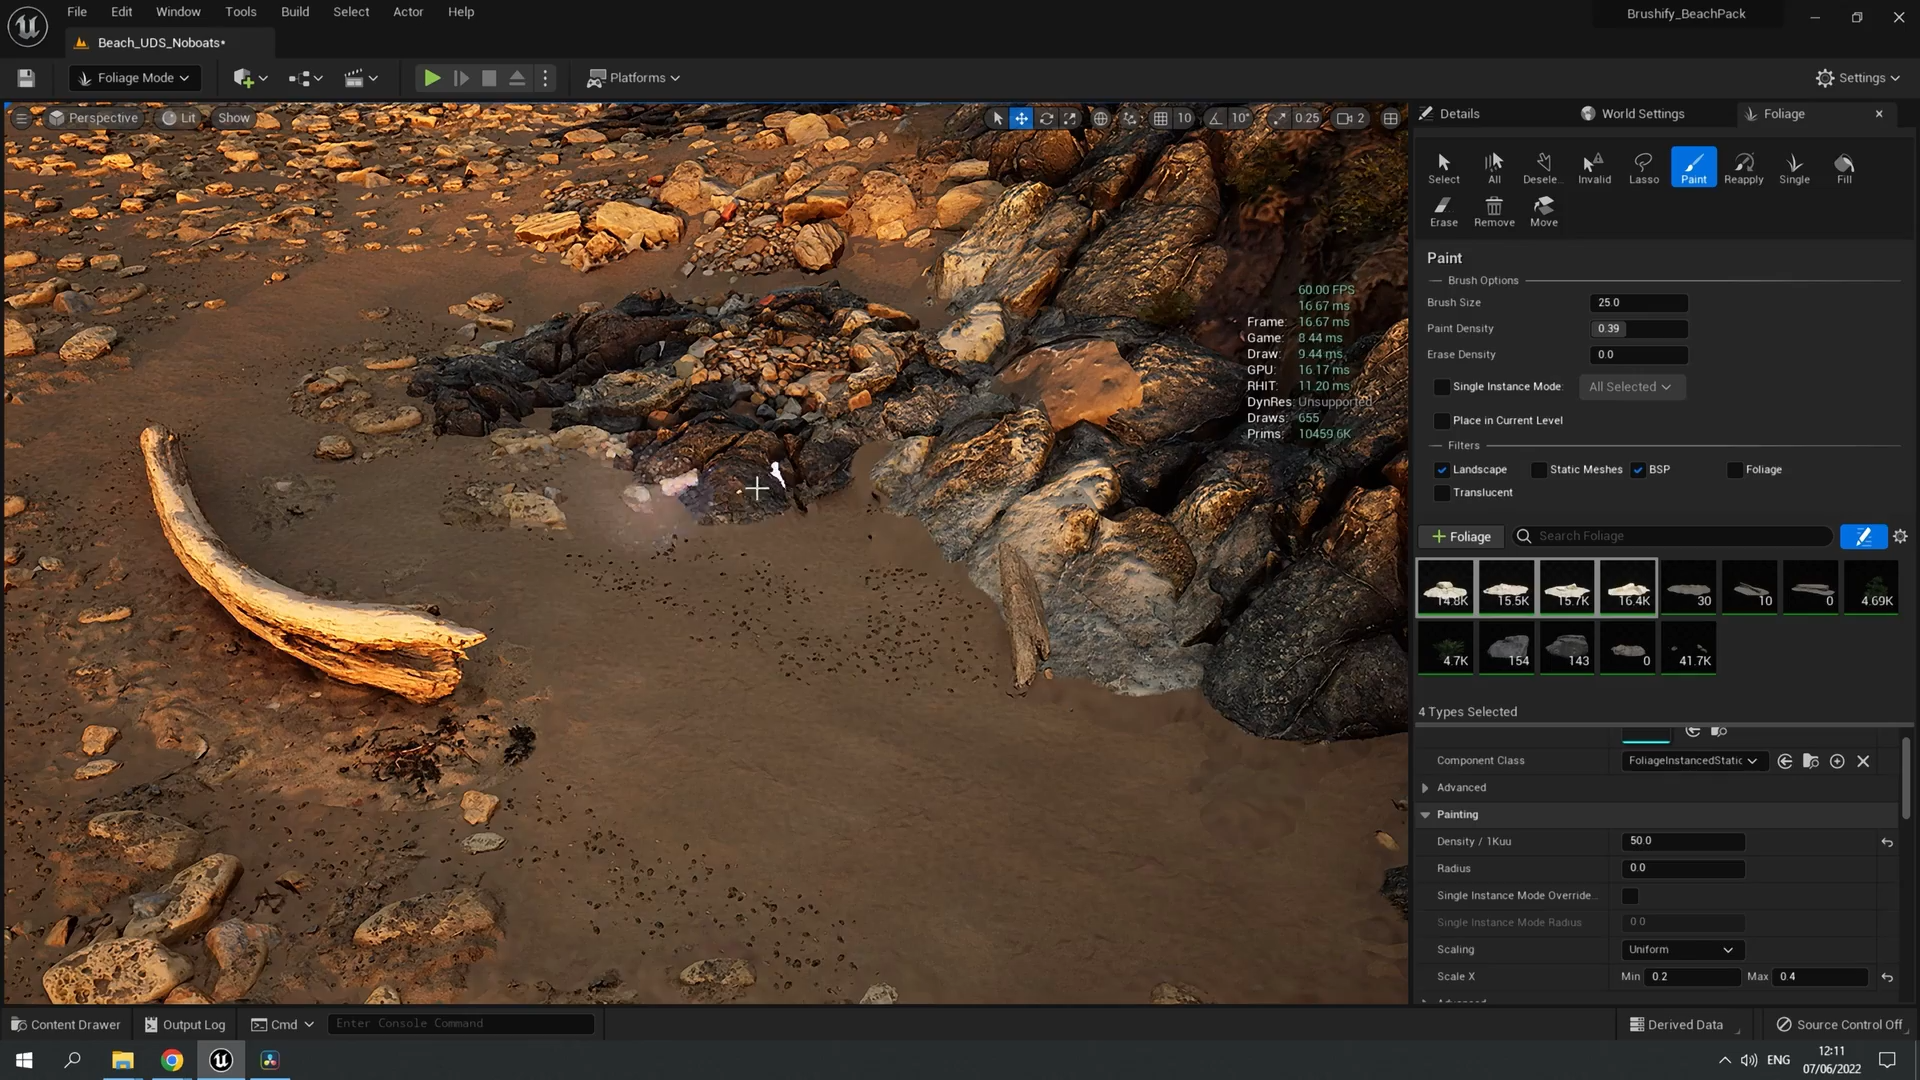 File Edit Window Tools Build Select Actor Help
Brushify_BeachPack
Beach_UDS_Noboats*
Foliage Mode
Platforms
Settings
Perspective Lit Show
10 10° 0.25 2
Details World Settings Foliage
Select All Desele... Invalid Lasso Paint Reapply Single Fill
Erase Remove Move
Paint
Brush Options
Brush Size 25.0
Paint Density 0.39
Erase Density 0.0
Single Instance Mode: All Selected
Place in Current Level
Filters
Landscape Static Meshes BSP Foliage
Translucent
60.00 FPS
16.67 ms
Frame: 16.67 ms
Game: 8.44 ms
Draw: 9.44 ms
GPU: 16.17 ms
RHIT: 11.20 ms
DynRes: Unsupported
Draws: 655
Prims: 10459.6K
+ Foliage Search Foliage
14.8K 15.5K 15.7K 16.4K 30 10 0 4.69K
4.7K 154 143 0 41.7K
4 Types Selected
Component Class FoliageInstancedStatic
Advanced
Painting
Density / 1Kuu 50.0
Radius 0.0
Single Instance Mode Override...
Single Instance Mode Radius 0.0
Scaling Uniform
Scale X Min 0.2 Max 0.4
Advanced
Content Drawer Output Log Cmd Enter Console Command
Derived Data Source Control Off
ENG
12:11
07/06/2022